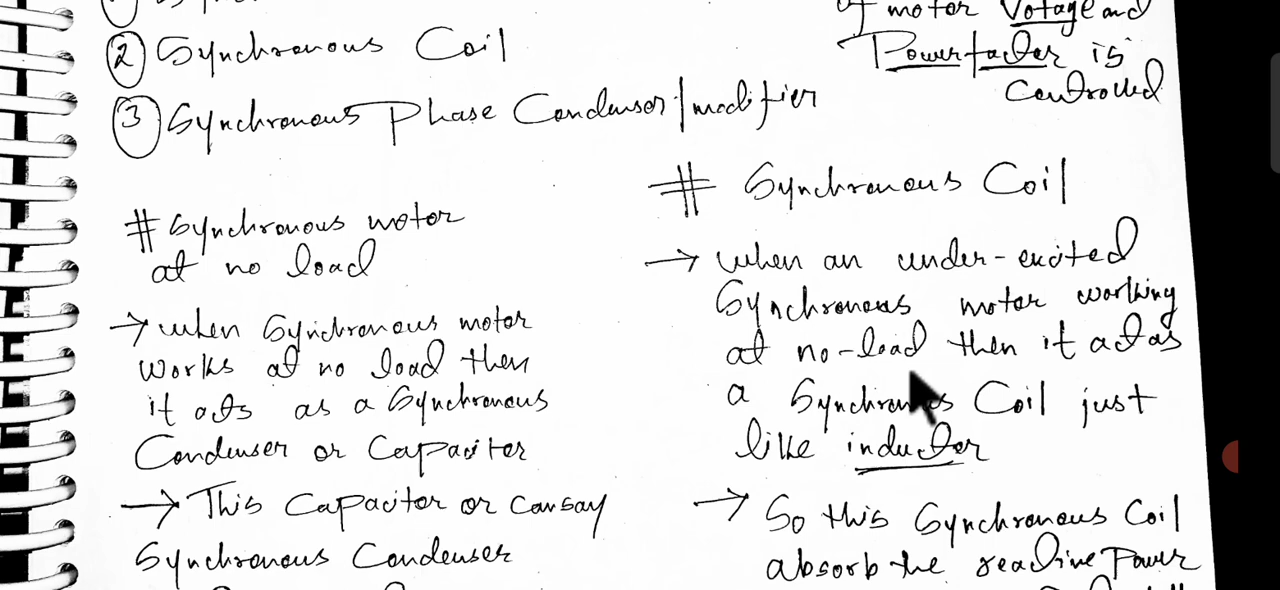 ② Synchronous Coil
③ Synchronous Phase Condenser/modifier
# Synchronous motor
at no load
→ when Synchronous motor
works at no load then
it acts as a Synchronous
Condenser or Capacitor
→ This Capacitor or can say
Synchronous Condenser
of motor Votage and
Powerfactor is
Controlled
# Synchronous Coil
→ when an under-excited
Synchronous motor working
at no-load then it act as
a Synchronous Coil just
like inductor
→ So this Synchronous Coil
absorb the reactive Power